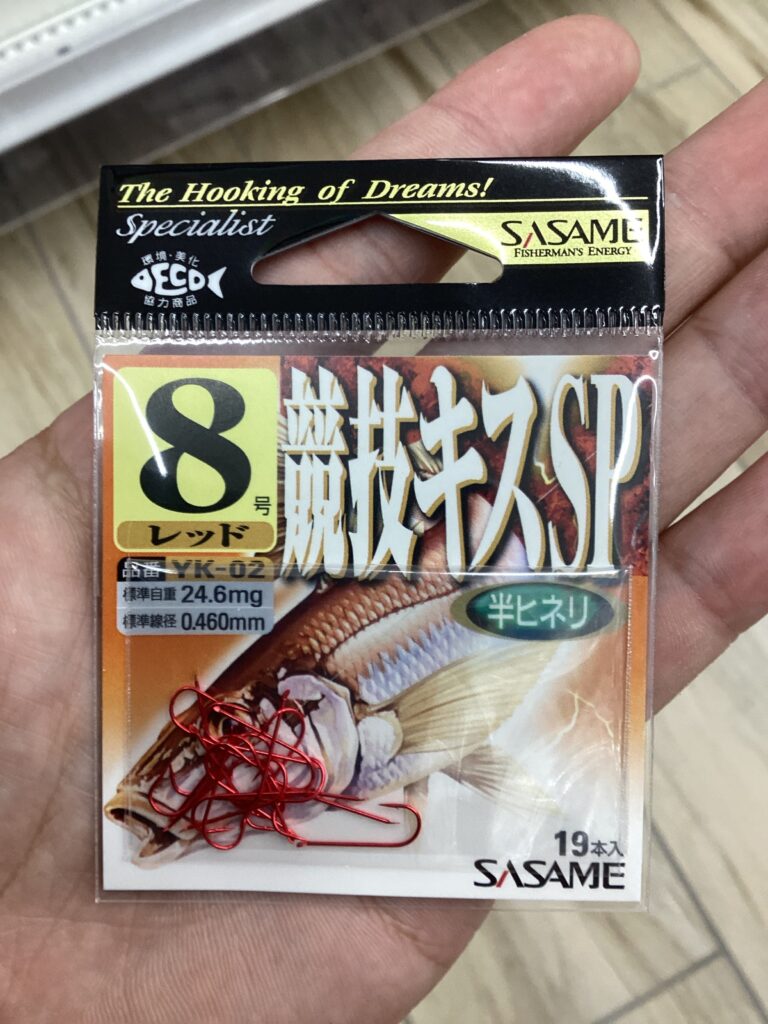 The Hooking of Dreams!
Specialist
SASAME
FISHERMAN'S ENERGY
環境・美化
DECO
協力商品
8号
競技キスSP
レッド
品番 YK-02
標準自重 24.6mg
標準線径 0.460mm
半ヒネリ
19本入
SASAME